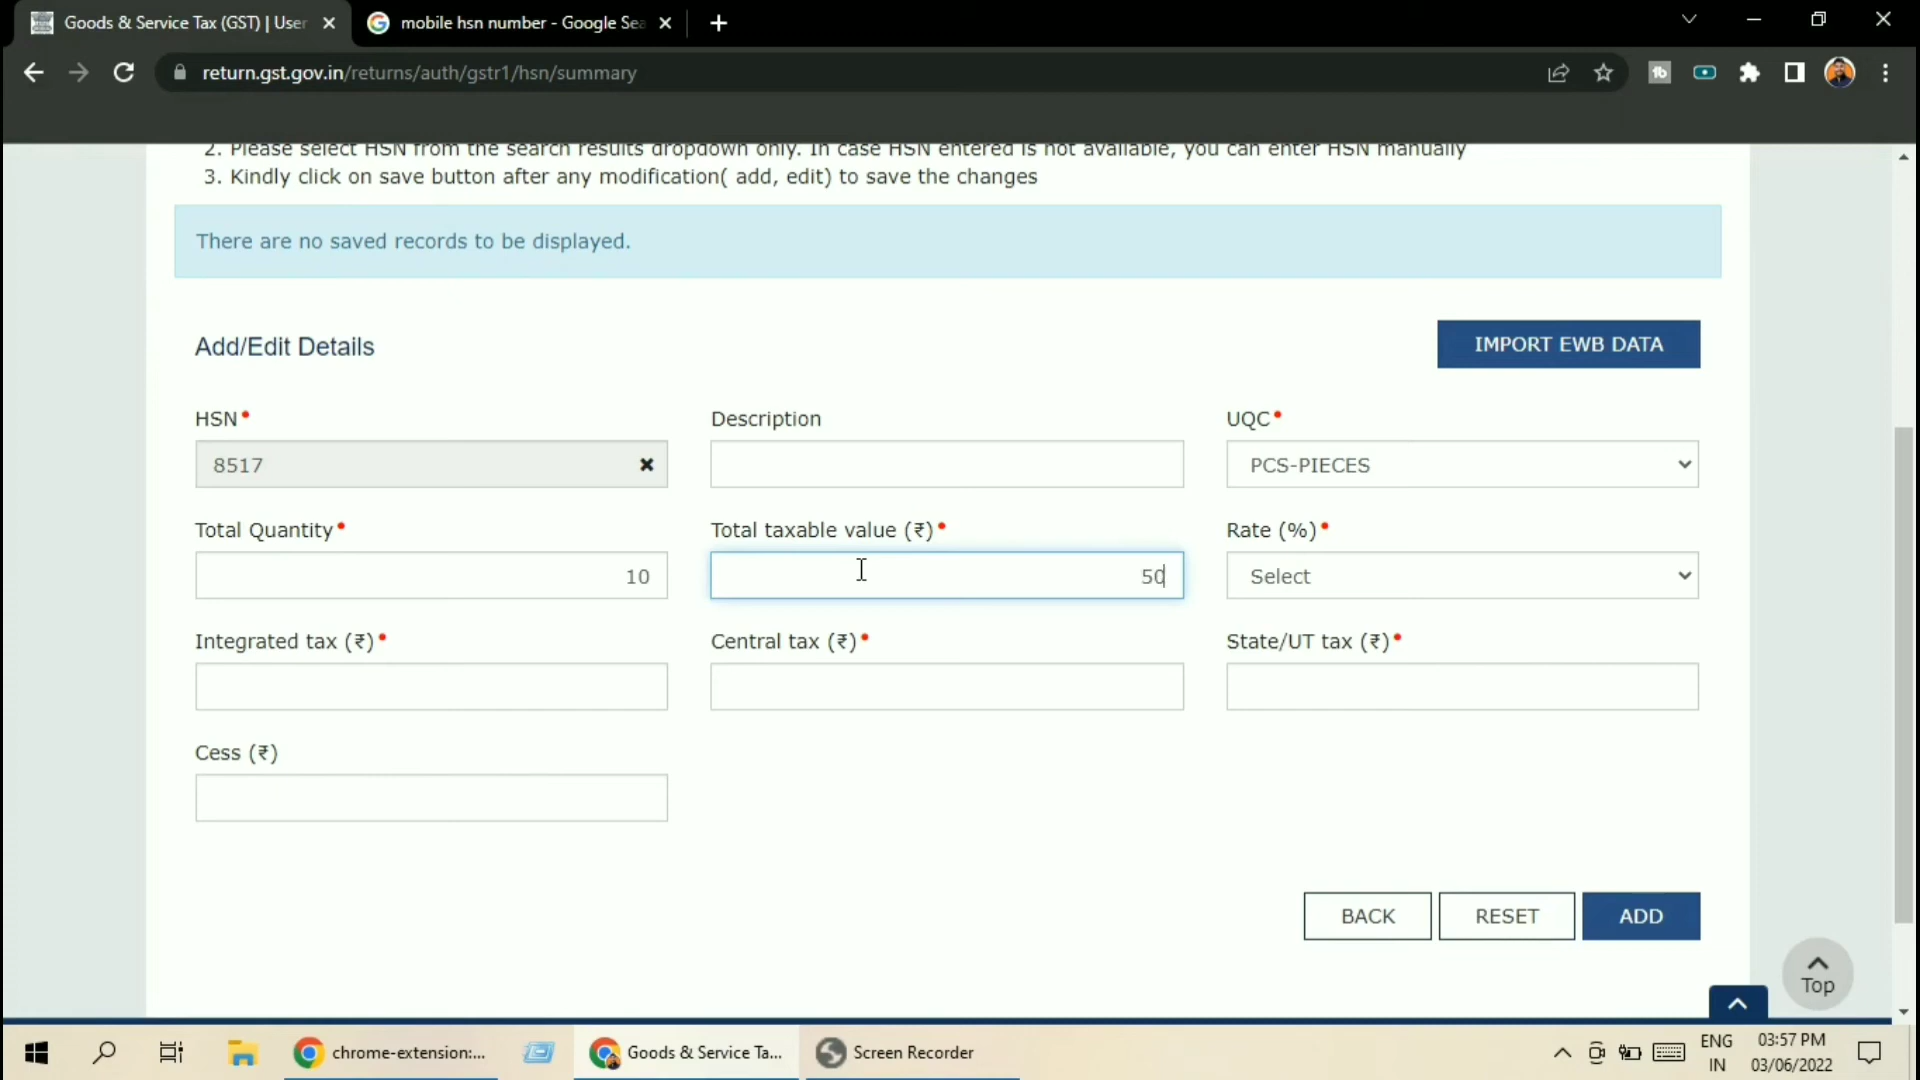 Goods & Service Tax (GST) | User
mobile hsn number - Google Sea
return.gst.gov.in/returns/auth/gstr1/hsn/summary
2. Please select HSN from the search results dropdown only. In case HSN entered is not available, you can enter HSN manually
3. Kindly click on save button after any modification( add, edit) to save the changes
There are no saved records to be displayed.
Add/Edit Details
IMPORT EWB DATA
HSN•
Description
UQC•
8517
PCS-PIECES
Total Quantity•
Total taxable value (₹)•
Rate (%)•
10
50
Select
Integrated tax (₹)•
Central tax (₹)•
State/UT tax (₹)•
Cess (₹)
BACK
RESET
ADD
Top
chrome-extension:...
Goods & Service Ta...
Screen Recorder
ENG
IN
03:57 PM
03/06/2022